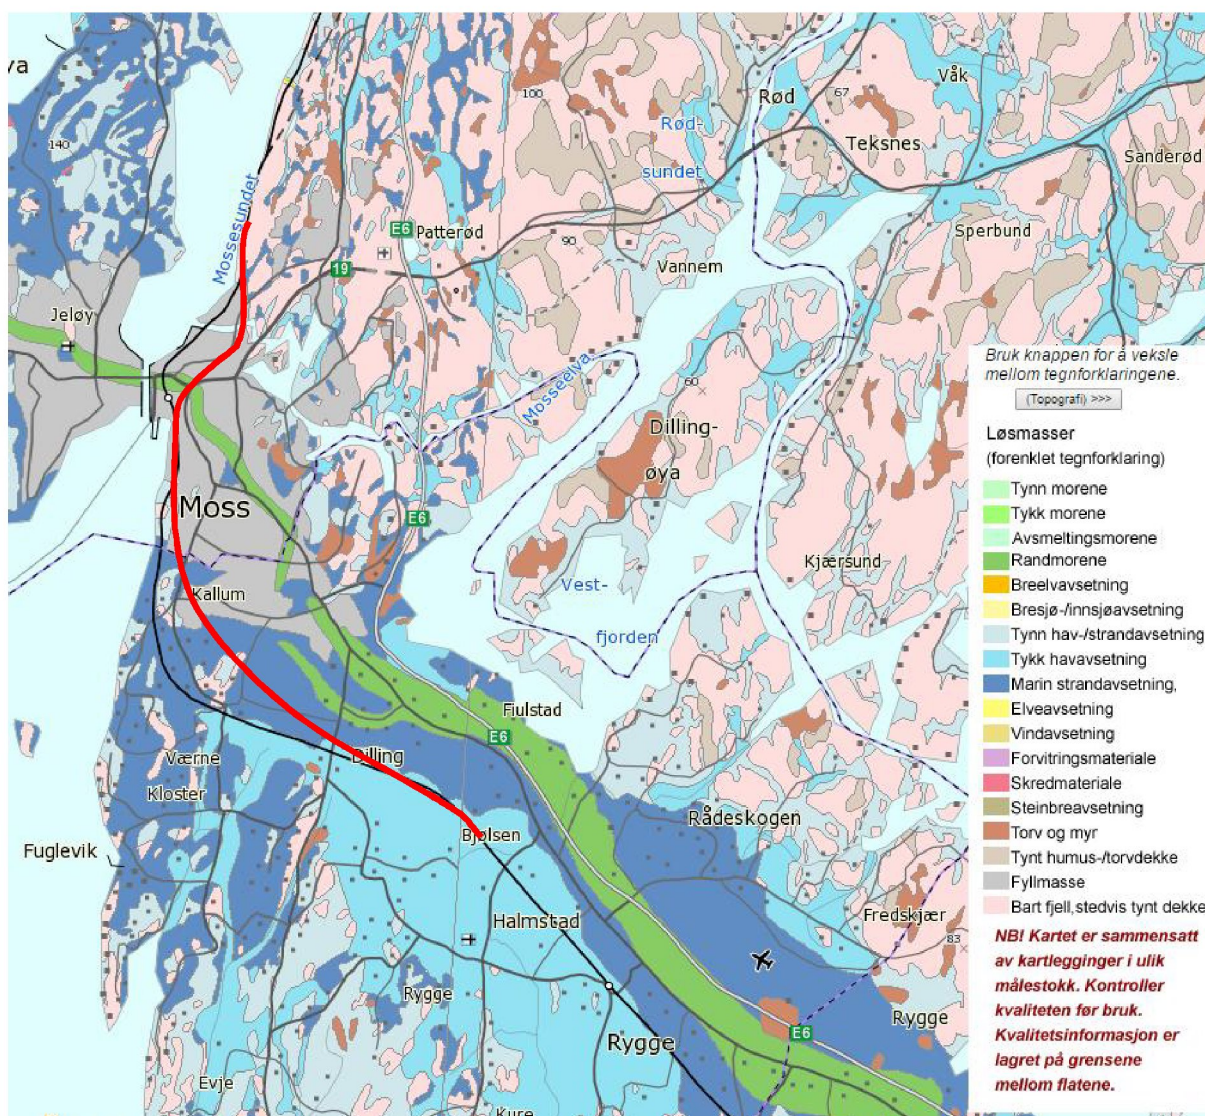 ya
100
Rød
67
Våk
140
Rød-
sundet
Teksnes
Sanderød
Mossesundet
E6
Patterød
90
Sperbund
19
Vannem
Jeløy
Mosseelva
60
Dilling-
øya
Moss
E6
Kjærsund
Vest-
Kallum
fjorden
Fiulstad
E6
Værne
Dilling
Kloster
Rådeskogen
Bjølsen
Fuglevik
Halmstad
Fredskjær
83
Rygge
Rygge
Rygge
E6
Evje
Kure
Bruk knappen for å veksle
mellom tegnforklaringene.
(Topografi) >>>
Løsmasser
(forenklet tegnforklaring)
Tynn morene
Tykk morene
Avsmeltingsmorene
Randmorene
Breelvavsetning
Bresjø-/innsjøavsetning
Tynn hav-/strandavsetning
Tykk havavsetning
Marin strandavsetning,
Elveavsetning
Vindavsetning
Forvitringsmateriale
Skredmateriale
Steinbreavsetning
Torv og myr
Tynt humus-/torvdekke
Fyllmasse
Bart fjell,stedvis tynt dekke
NB! Kartet er sammensatt
av kartlegginger i ulik
målestokk. Kontroller
kvaliteten før bruk.
Kvalitetsinformasjon er
lagret på grensene
mellom flatene.